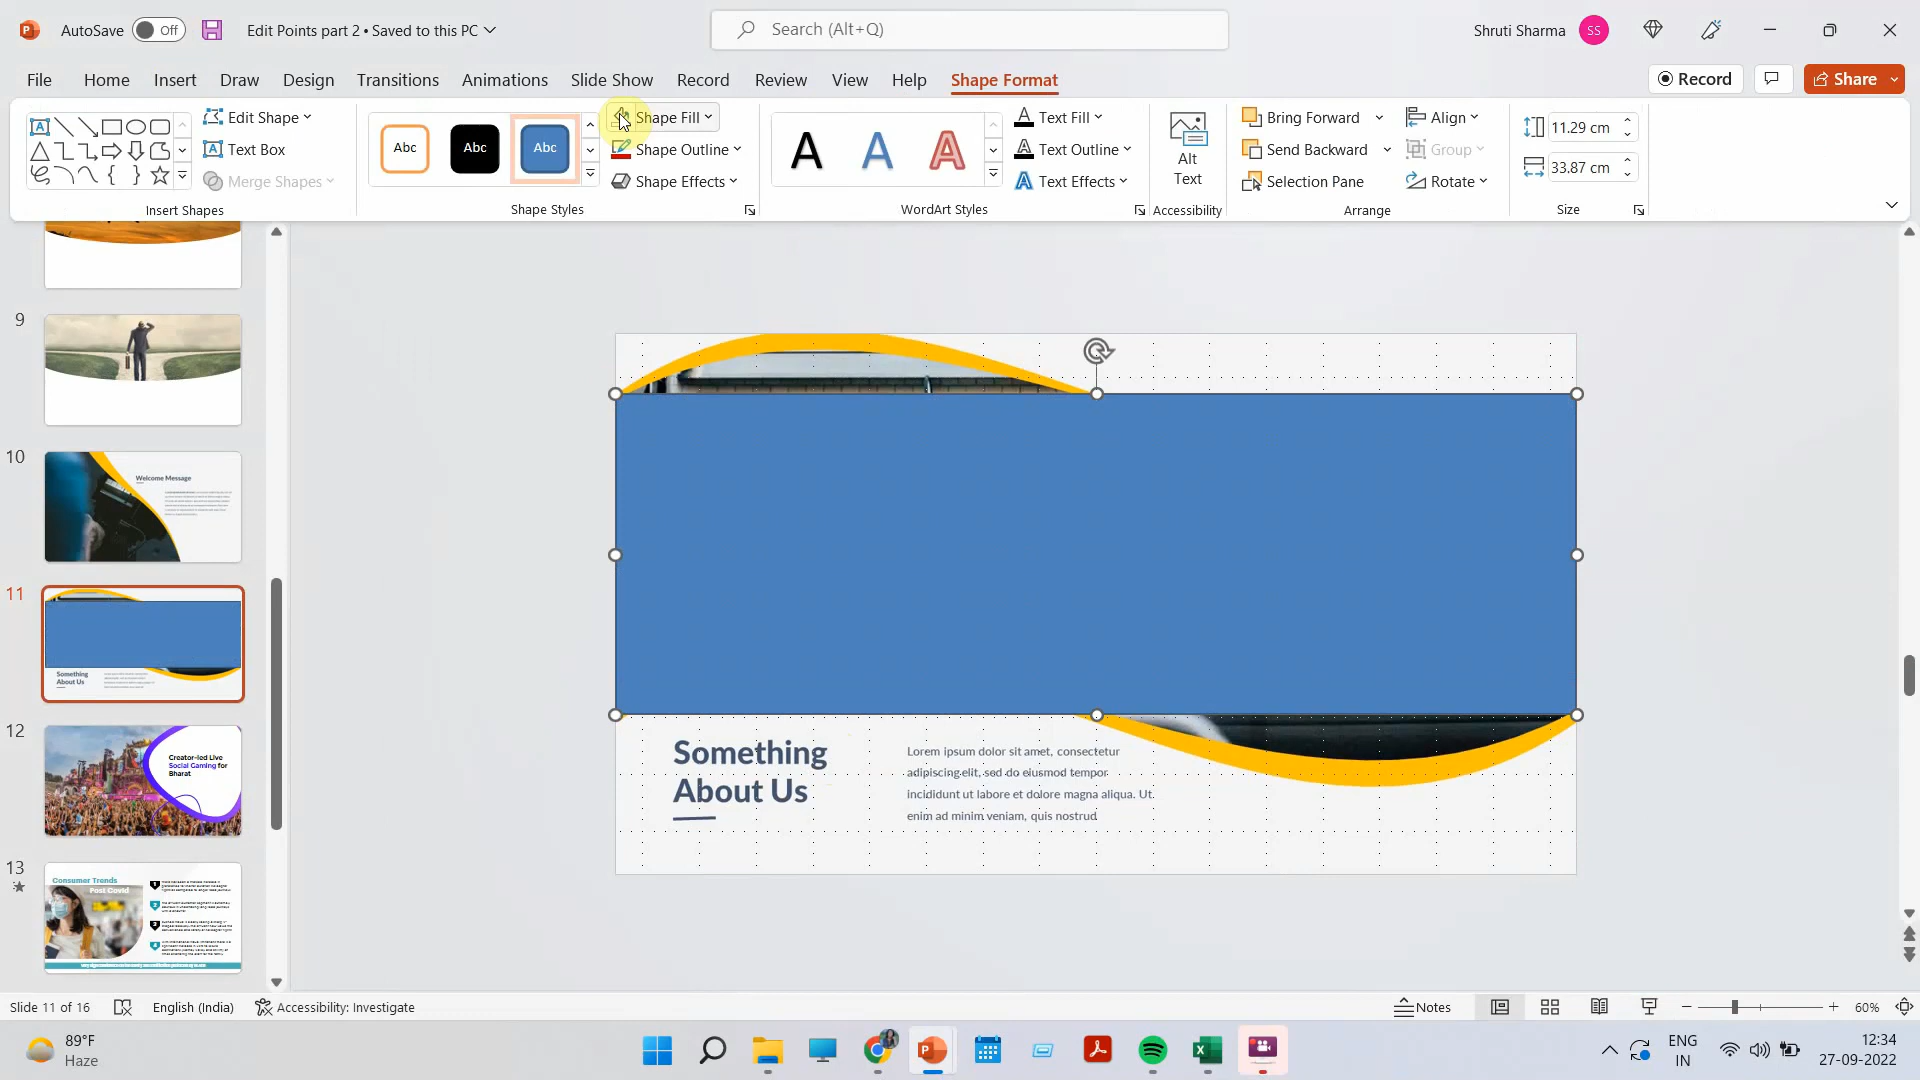 AutoSave Off Edit Points part 2 • Saved to this PC Search (Alt+Q) Shruti Sharma SS
File Home Insert Draw Design Transitions Animations Slide Show Record Review View Help Shape Format Record Share
Edit Shape
Text Box
Merge Shapes
Insert Shapes
Abc Abc Abc
Shape Fill
Shape Outline
Shape Effects
Shape Styles
A A A
WordArt Styles
Text Fill
Text Outline
Text Effects
Alt
Text
Accessibility
Bring Forward
Send Backward
Selection Pane
Align
Group
Rotate
Arrange
11.29 cm
33.87 cm
Size
9
10
Welcome Message
11
Something
About Us
12
Creator-led Live
Social Gaming for
Bharat
13
Consumer Trends
Post Covid
1
2
3
4
Something
About Us
Lorem ipsum dolor sit amet, consectetur
adipiscing elit, sed do eiusmod tempor
incididunt ut labore et dolore magna aliqua. Ut.
enim ad minim veniam, quis nostrud
Slide 11 of 16 English (India) Accessibility: Investigate Notes 60%
89°F
Haze
ENG
IN
12:34
27-09-2022